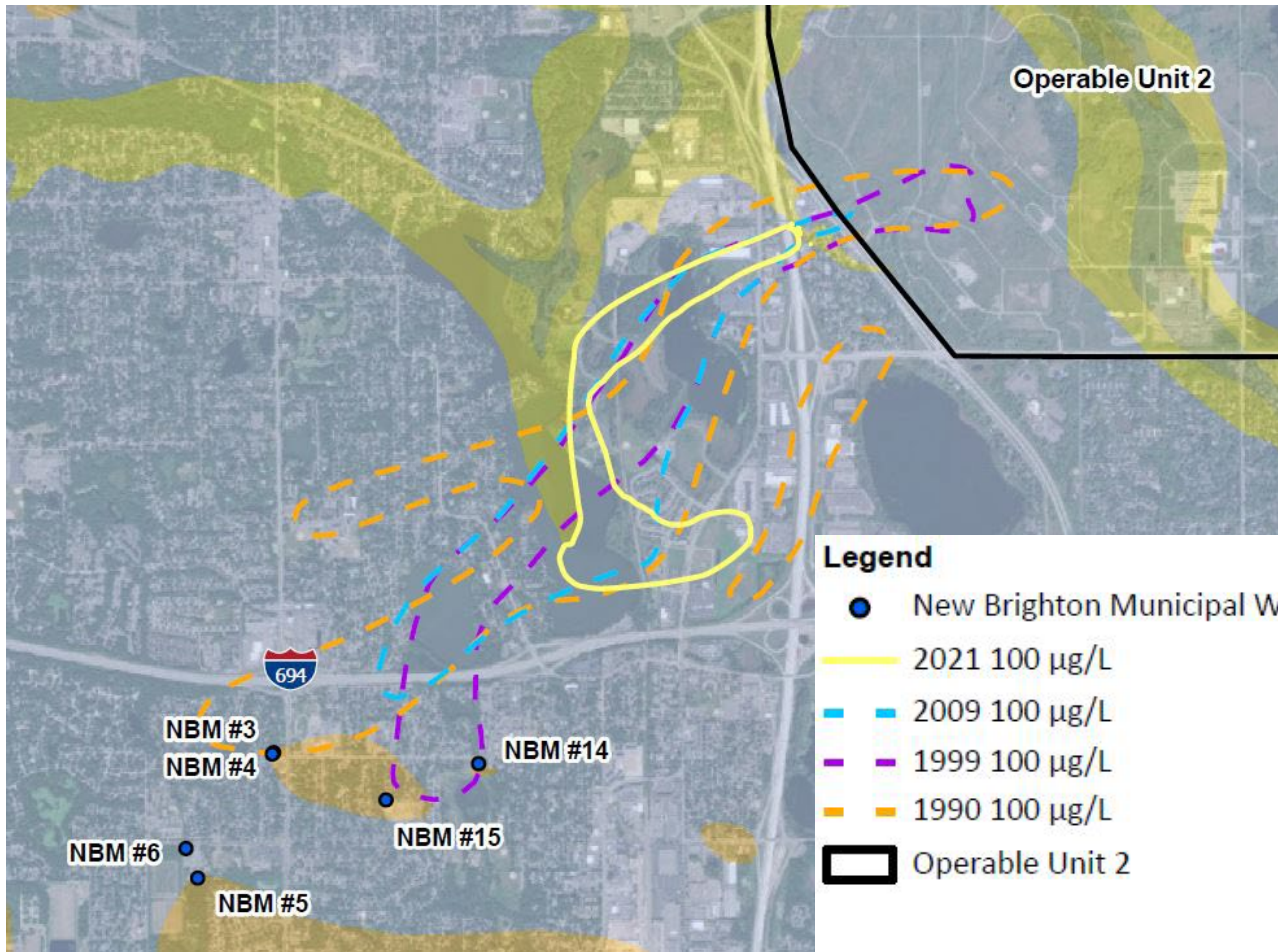 Operable Unit 2
694
NBM #3
NBM #4
NBM #14
NBM #15
NBM #6
NBM #5
Legend
New Brighton Municipal W
2021 100 µg/L
2009 100 µg/L
1999 100 µg/L
1990 100 µg/L
Operable Unit 2